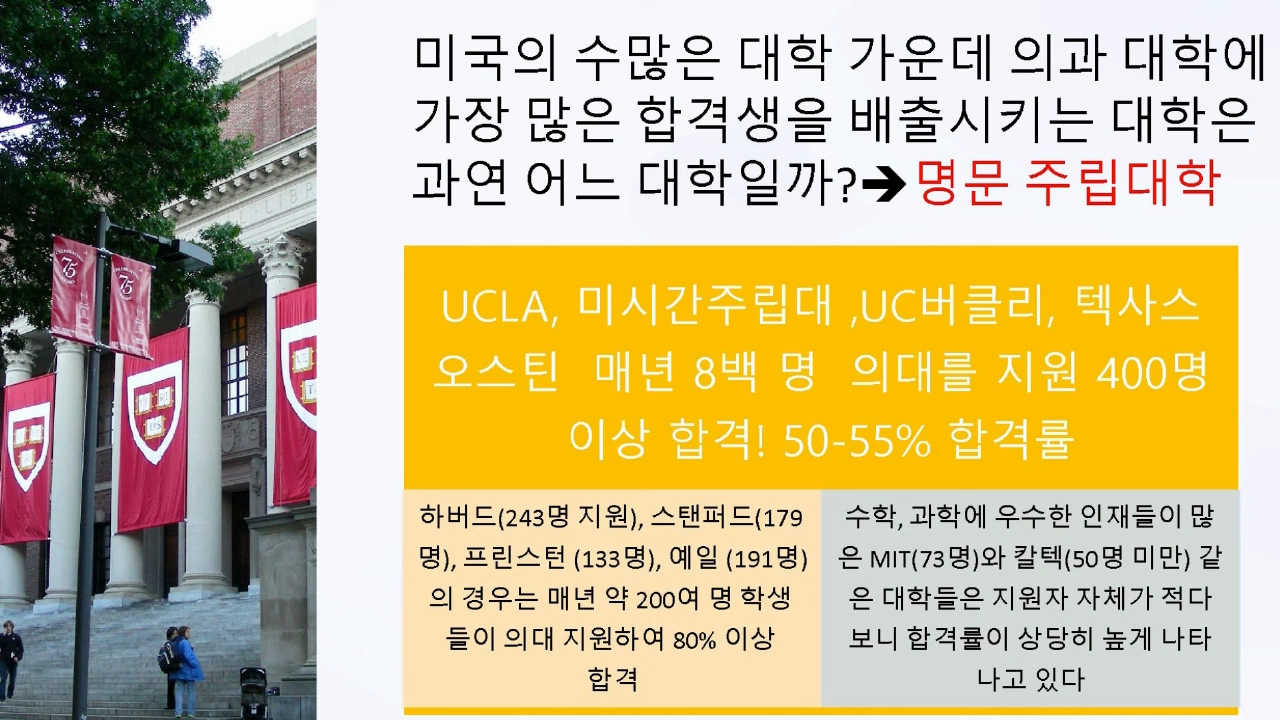 미국의 수많은 대학 가운데 의과 대학에
가장 많은 합격생을 배출시키는 대학은
과연 어느 대학일까?➔명문 주립대학
UCLA, 미시간주립대 ,UC버클리, 텍사스
오스틴 매년 8백 명 의대를 지원 400명
이상 합격! 50-55% 합격률
하버드(243명 지원), 스탠퍼드(179
명), 프린스턴 (133명), 예일 (191명)
의 경우는 매년 약 200여 명 학생
들이 의대 지원하여 80% 이상
합격
수학, 과학에 우수한 인재들이 많
은 MIT(73명)와 칼텍(50명 미만) 같
은 대학들은 지원자 자체가 적다
보니 합격률이 상당히 높게 나타
나고 있다
75
75